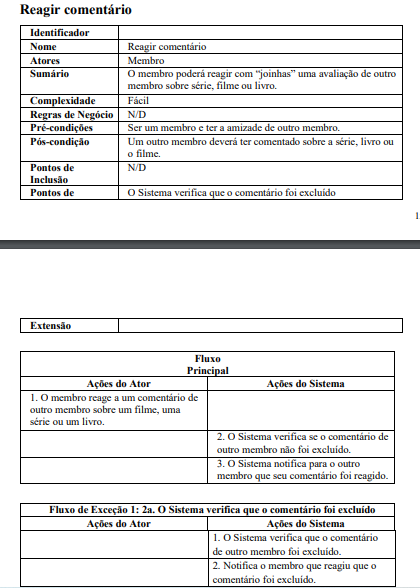 Reagir comentário
Identificador
Nome Reagir comentário
Atores Membro
Sumário O membro poderá reagir com “joinhas” uma avaliação de outro
membro sobre série, filme ou livro.
Complexidade Fácil
Regras de Negócio N/D
Pré-condições Ser um membro e ter a amizade de outro membro.
Pós-condição Um outro membro deverá ter comentado sobre a série, livro ou
o filme.
Pontos de N/D
Inclusão
Pontos de O Sistema verifica que o comentário foi excluído
1
Extensão
Fluxo
Principal
Ações do Ator Ações do Sistema
1. O membro reage a um comentário de
outro membro sobre um filme, uma
série ou um livro.
2. O Sistema verifica se o comentário de
outro membro não foi excluído.
3. O Sistema notifica para o outro
membro que seu comentário foi reagido.
Fluxo de Exceção 1: 2a. O Sistema verifica que o comentário foi excluído
Ações do Ator Ações do Sistema
1. O Sistema verifica que o comentário
de outro membro foi excluído.
2. Notifica o membro que reagiu que o
comentário foi excluído.